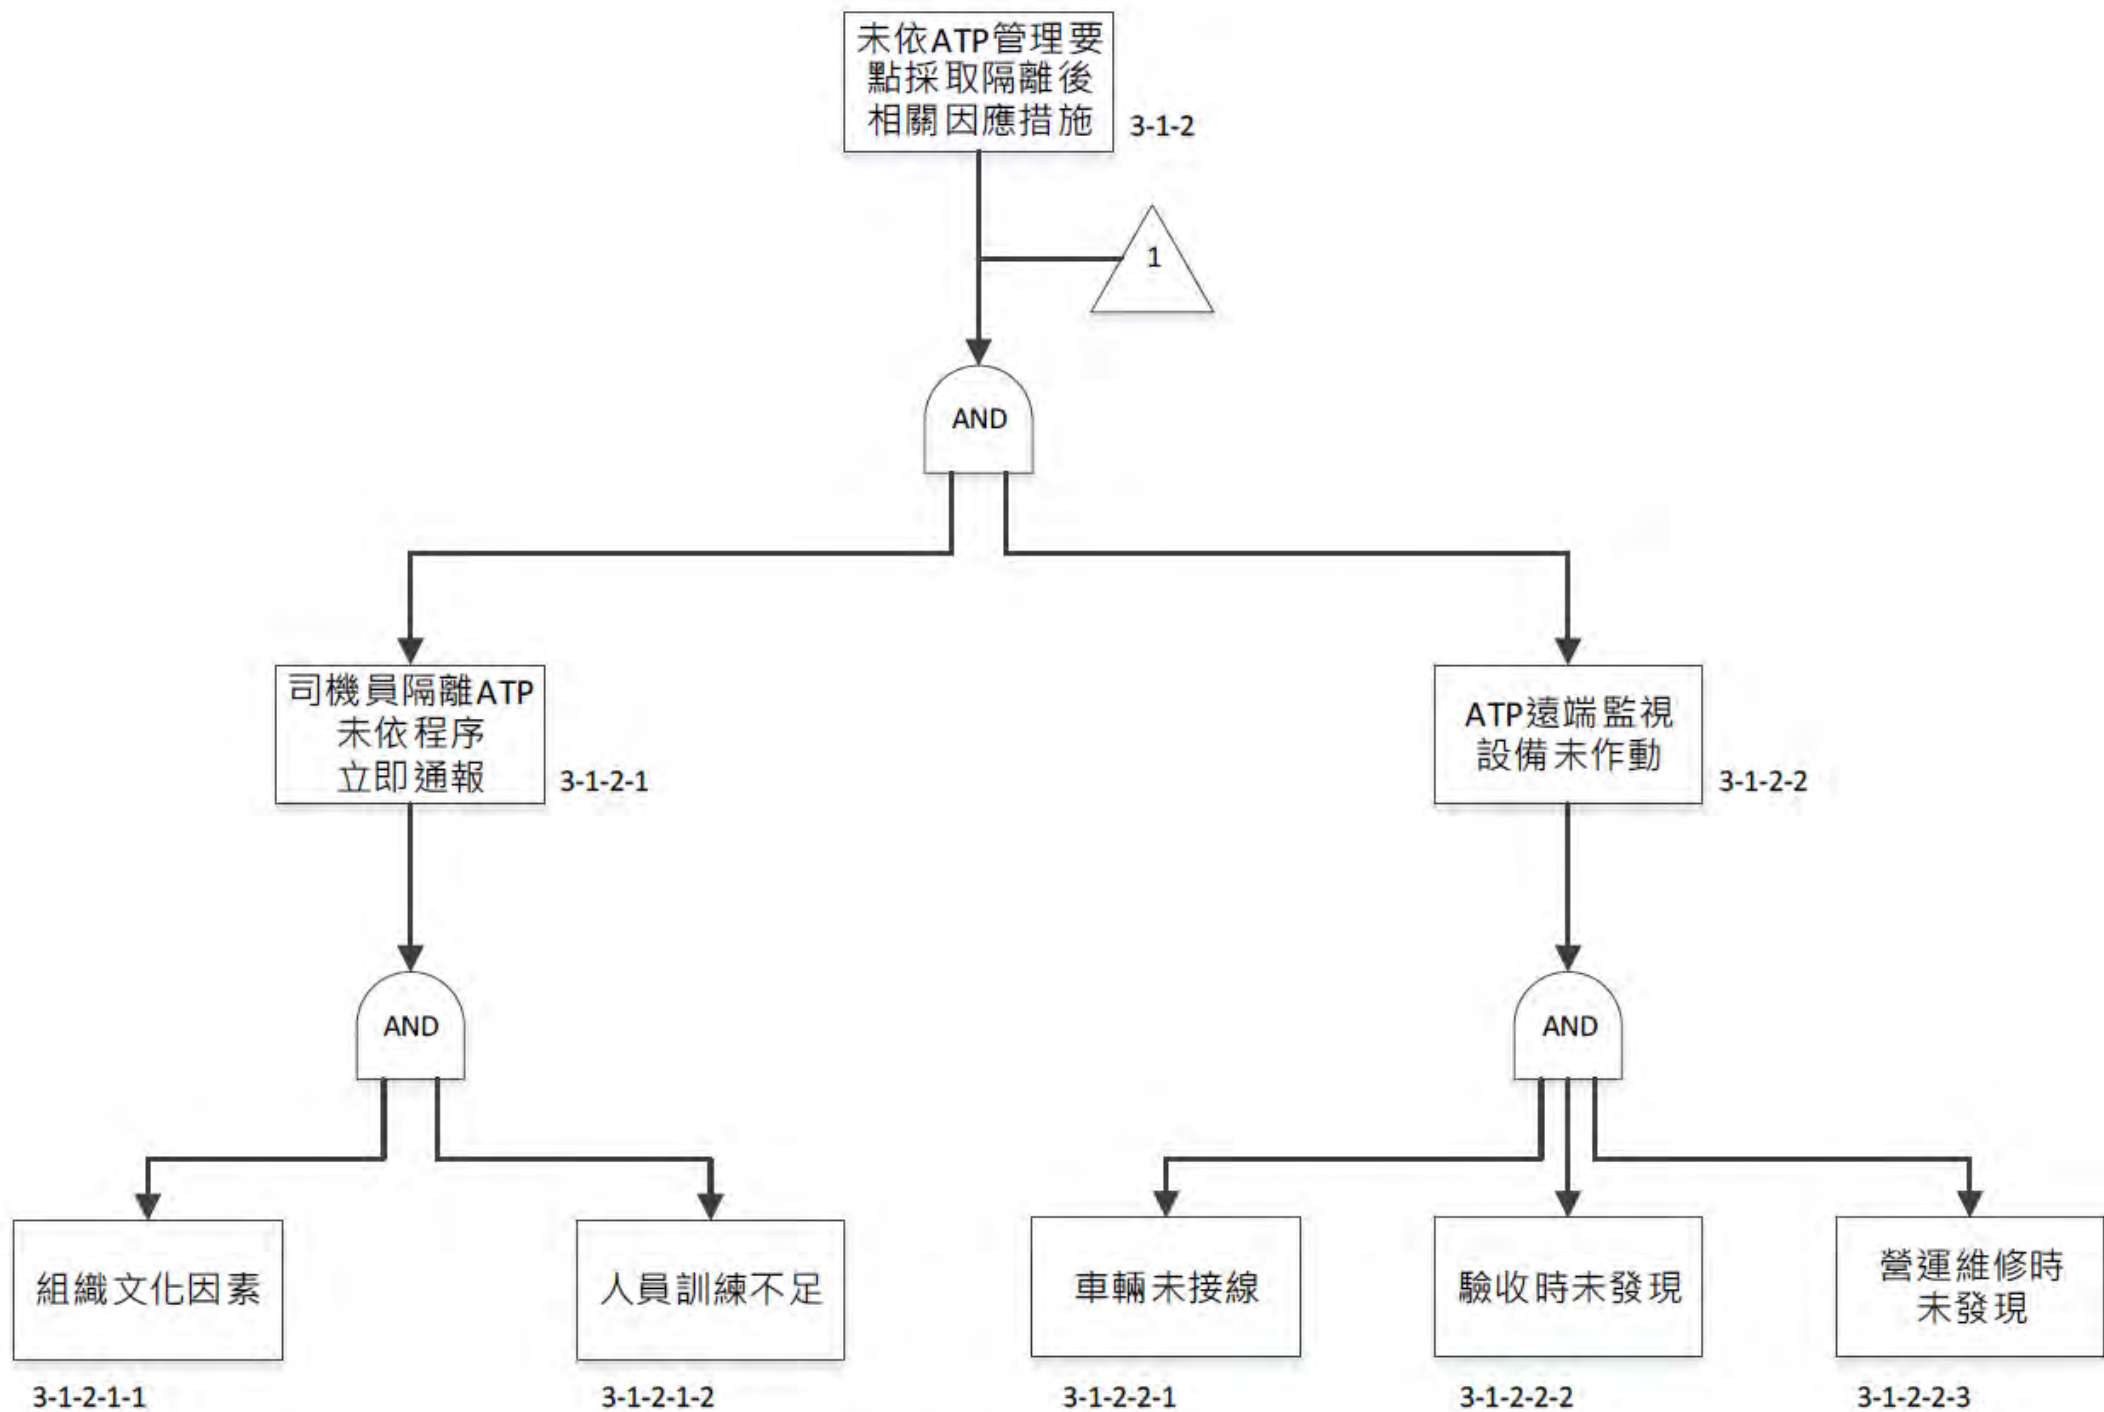 未依ATP管理要
點採取隔離後
相關因應措施
3-1-2
1
AND
司機員隔離ATP
未依程序
立即通報
3-1-2-1
ATP遠端監視
設備未作動
3-1-2-2
AND
AND
組織文化因素
人員訓練不足
車輛未接線
驗收時未發現
營運維修時
未發現
3-1-2-1-1
3-1-2-1-2
3-1-2-2-1
3-1-2-2-2
3-1-2-2-3